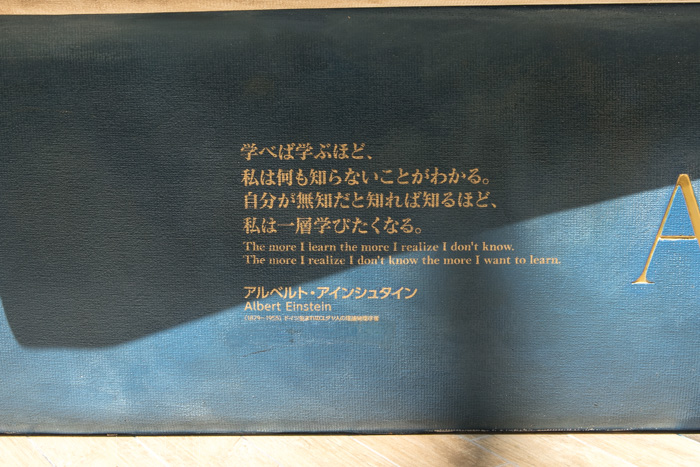 学べば学ぶほど、
私は何も知らないことがわかる。
自分が無知だと知れば知るほど、
私は一層学びたくなる。
The more I learn the more I realize I don't know.
The more I realize I don't know the more I want to learn.
アルベルト・アインシュタイン
Albert Einstein
A